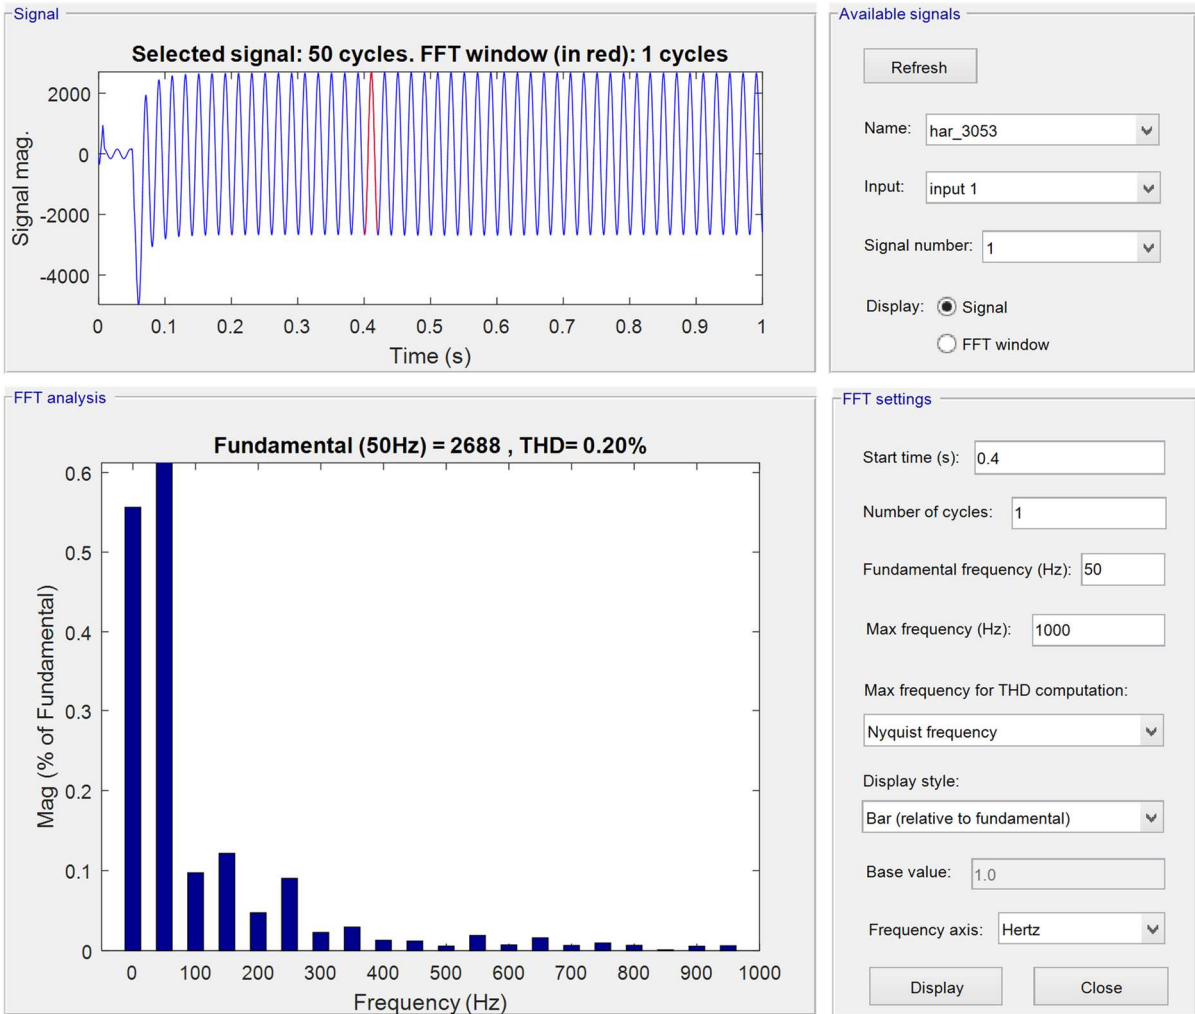 Signal
Selected signal: 50 cycles. FFT window (in red): 1 cycles
2000
0
-2000
-4000
Signal mag.
0 0.1 0.2 0.3 0.4 0.5 0.6 0.7 0.8 0.9 1
Time (s)
Available signals
Refresh
Name: har_3053
Input: input 1
Signal number: 1
Display: Signal
FFT window
FFT analysis
Fundamental (50Hz) = 2688 , THD= 0.20%
0.6
0.5
0.4
0.3
0.2
0.1
0
Mag (% of Fundamental)
0 100 200 300 400 500 600 700 800 900 1000
Frequency (Hz)
FFT settings
Start time (s): 0.4
Number of cycles: 1
Fundamental frequency (Hz): 50
Max frequency (Hz): 1000
Max frequency for THD computation:
Nyquist frequency
Display style:
Bar (relative to fundamental)
Base value: 1.0
Frequency axis: Hertz
Display Close